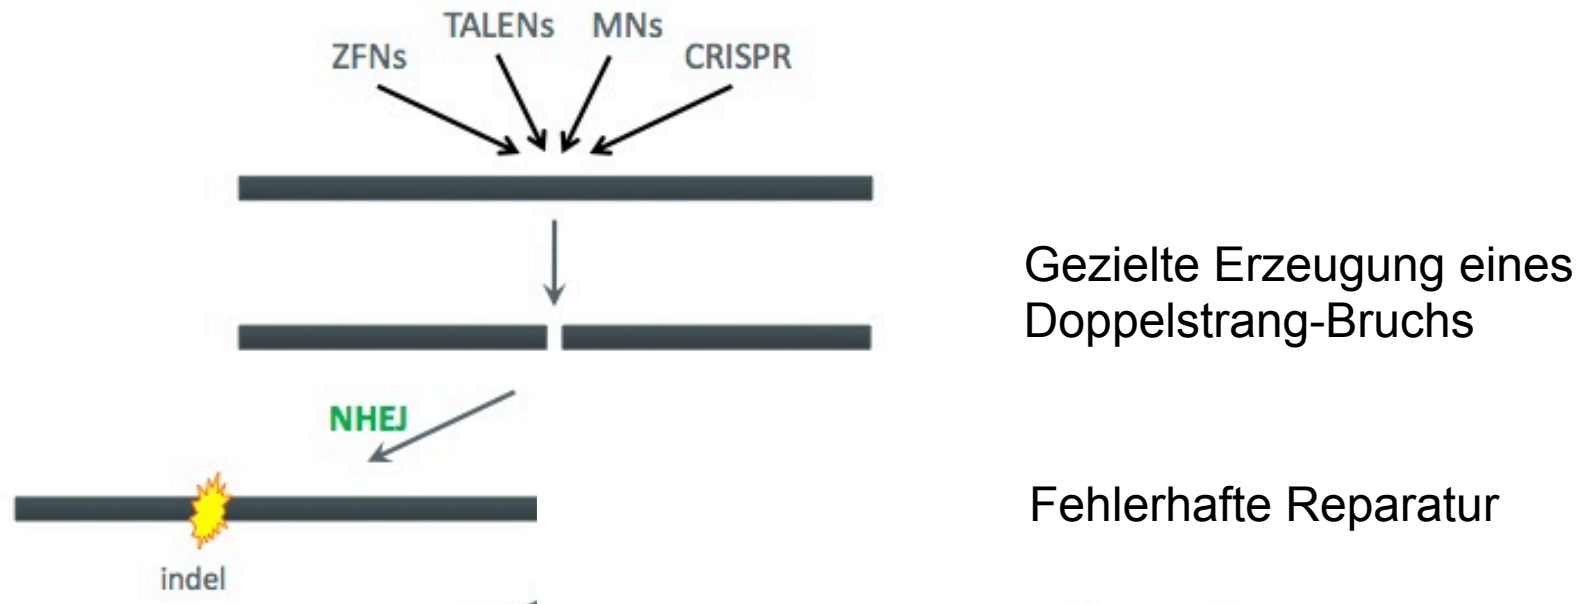 TALENs MNs
ZFNs CRISPR
Gezielte Erzeugung eines
Doppelstrang-Bruchs
NHEJ
Fehlerhafte Reparatur
indel